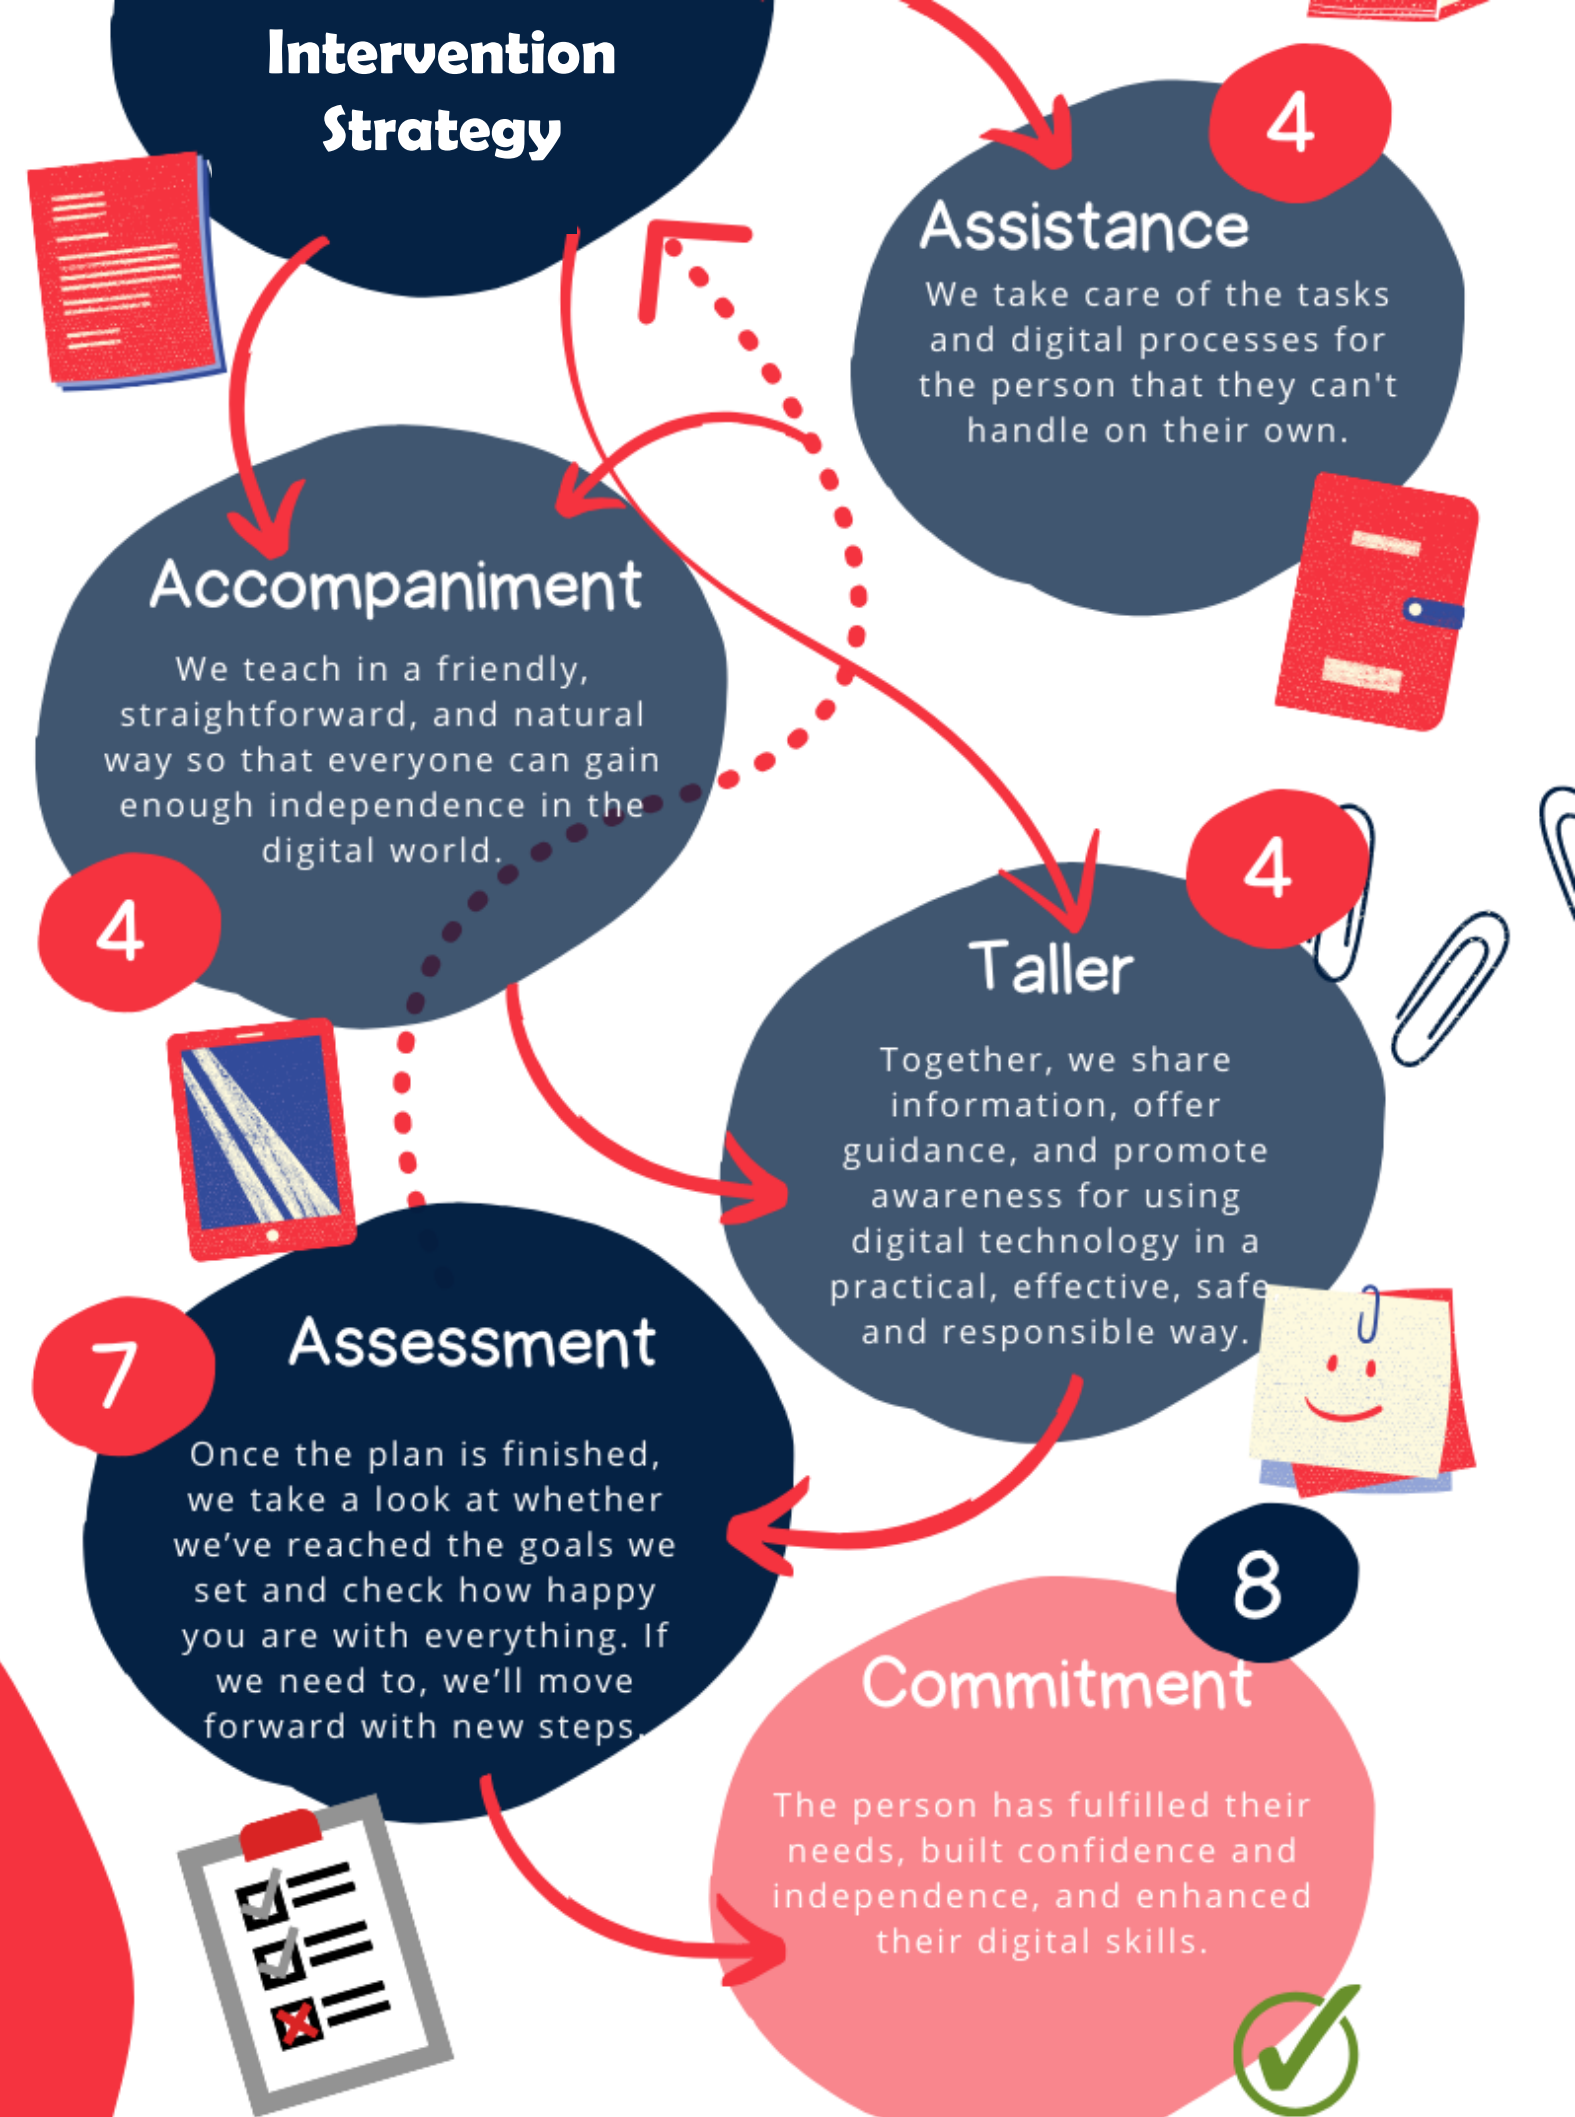 Intervention
Strategy
4
Assistance
We take care of the tasks
and digital processes for
the person that they can't
handle on their own.
Accompaniment
We teach in a friendly,
straightforward, and natural
way so that everyone can gain
enough independence in the
digital world.
4
4
Taller
Together, we share
information, offer
guidance, and promote
awareness for using
digital technology in a
practical, effective, safe
and responsible way.
7
Assessment
Once the plan is finished,
we take a look at whether
we’ve reached the goals we
set and check how happy
you are with everything. If
we need to, we’ll move
forward with new steps.
8
Commitment
The person has fulfilled their
needs, built confidence and
independence, and enhanced
their digital skills.